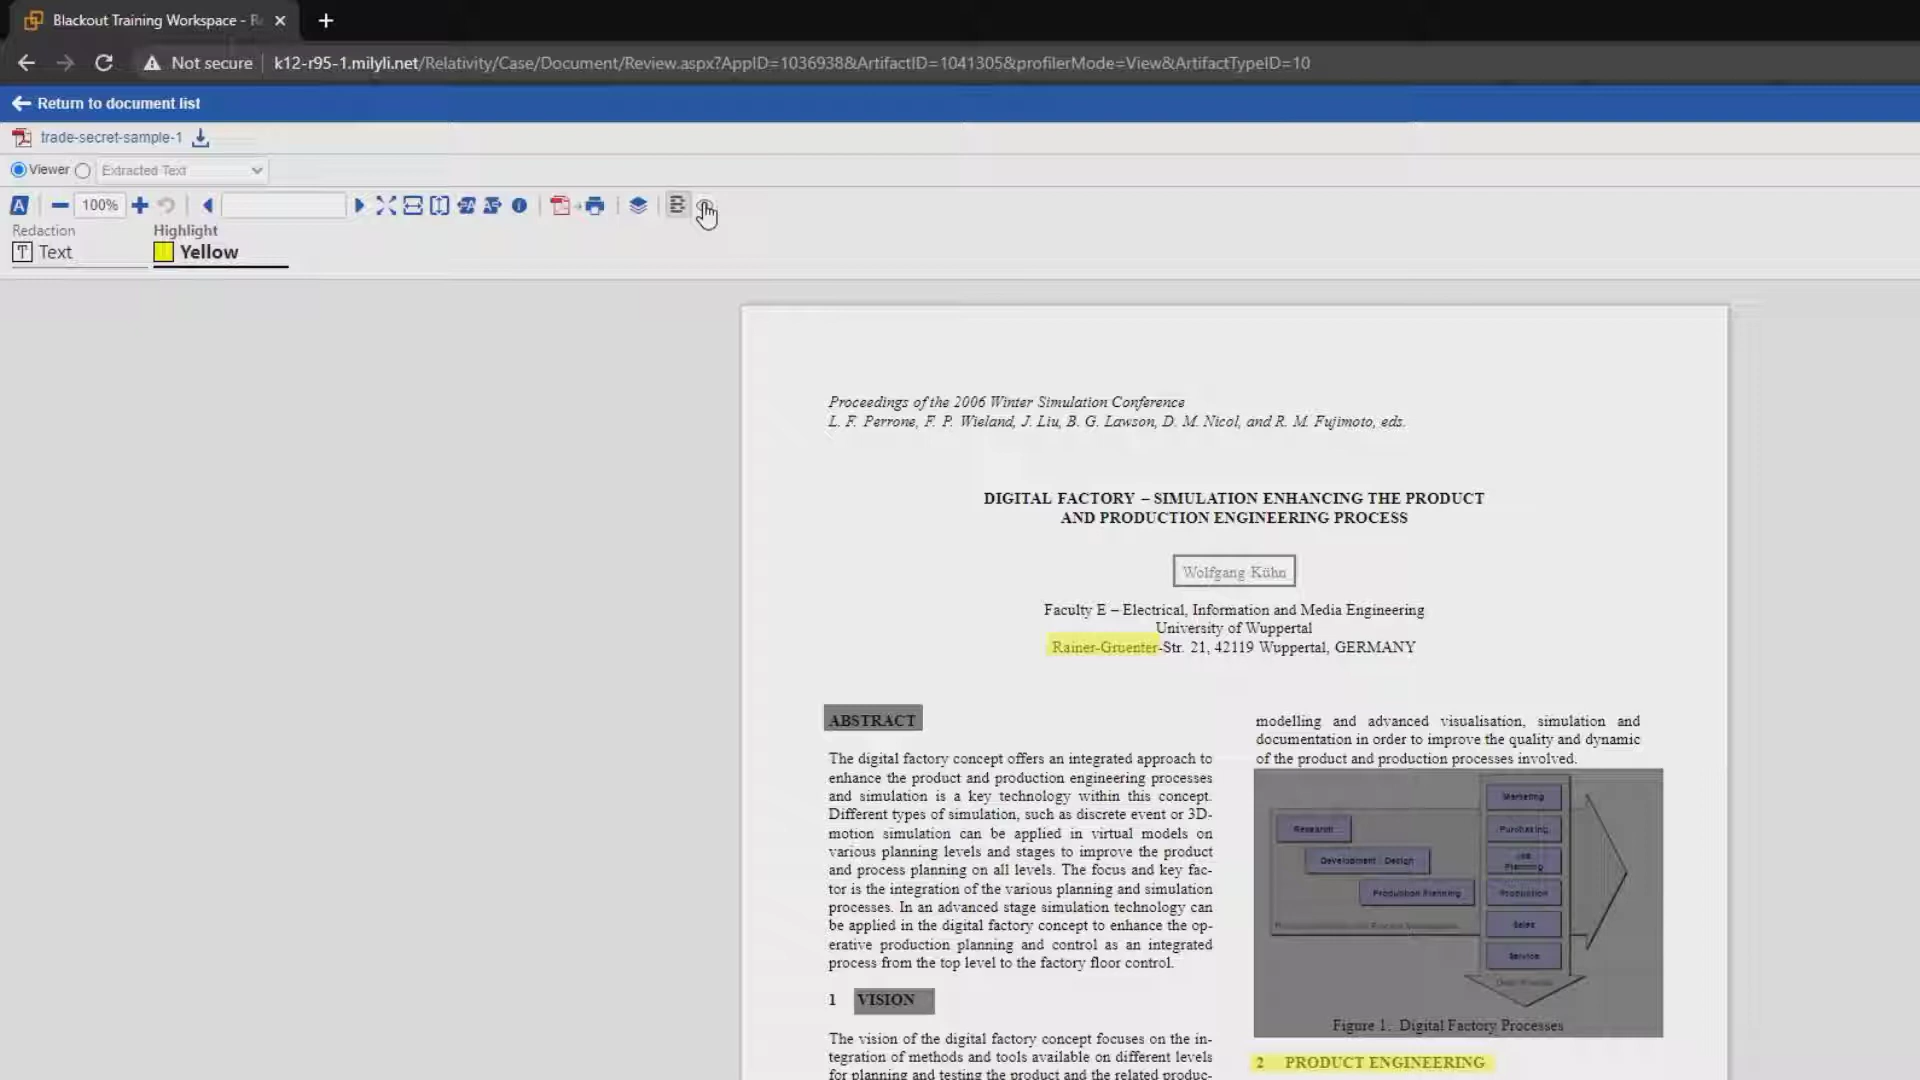 Blackout Training Workspace - Re
Not secure
k12-r95-1.milyli.net/Relativity/Case/Document/Review.aspx?AppID=1036938&ArtifactID=1041305&profilerMode=View&ArtifactTypeID=10
Return to document list
trade-secret-sample-1
Viewer
Extracted Text
100%
Redaction
T Text
Highlight
Yellow
Proceedings of the 2006 Winter Simulation Conference
L. F. Perrone, F. P. Wieland, J. Liu, B. G. Lawson, D. M. Nicol, and R. M. Fujimoto, eds.
DIGITAL FACTORY – SIMULATION ENHANCING THE PRODUCT
AND PRODUCTION ENGINEERING PROCESS
Wolfgang Kühn
Faculty E – Electrical, Information and Media Engineering
University of Wuppertal
Rainer-Gruenter-Str. 21, 42119 Wuppertal, GERMANY
ABSTRACT
The digital factory concept offers an integrated approach to
enhance the product and production engineering processes
and simulation is a key technology within this concept.
Different types of simulation, such as discrete event or 3D-
motion simulation can be applied in virtual models on
various planning levels and stages to improve the product
and process planning on all levels. The focus and key fac-
tor is the integration of the various planning and simulation
processes. In an advanced stage simulation technology can
be applied in the digital factory concept to enhance the op-
erative production planning and control as an integrated
process from the top level to the factory floor control.
1 VISION
The vision of the digital factory concept focuses on the in-
tegration of methods and tools available on different levels
for planning and testing the product and the related produc-
modelling and advanced visualisation, simulation and
documentation in order to improve the quality and dynamic
of the product and production processes involved.
Marketing
Research
Purchasing
Development / Design
Job
Planning
Production Planning
Production
Sales
Service
Figure 1. Digital Factory Processes
2 PRODUCT ENGINEERING